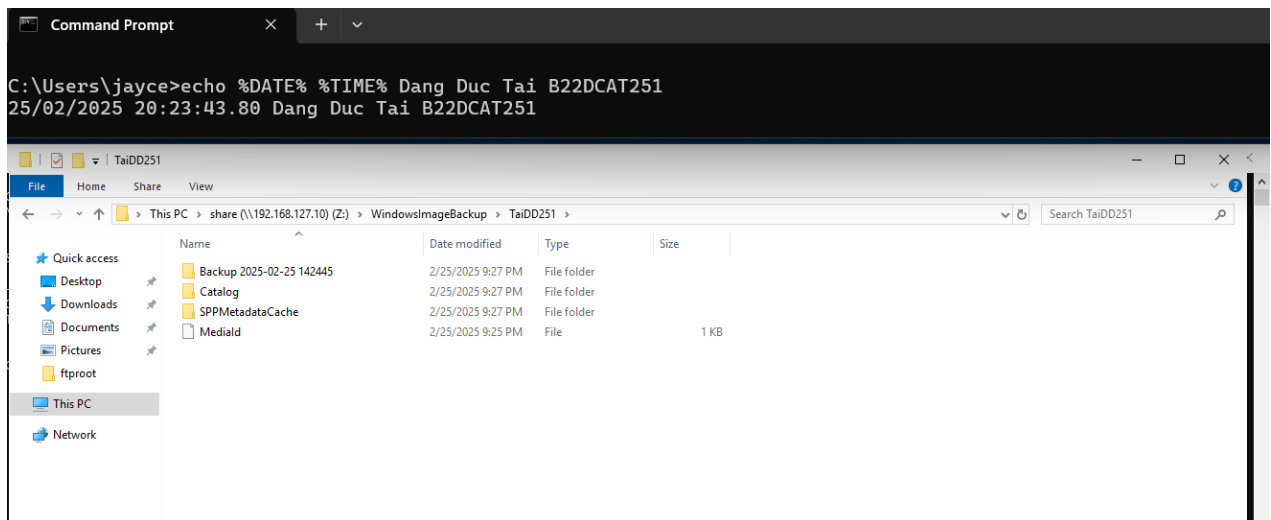 Command Prompt
C:\Users\jayce>echo %DATE% %TIME% Dang Duc Tai B22DCAT251
25/02/2025 20:23:43.80 Dang Duc Tai B22DCAT251
TaiDD251
File Home Share View
This PC > share (\\192.168.127.10) (Z:) > WindowsImageBackup > TaiDD251 >
Search TaiDD251
Quick access
Desktop
Downloads
Documents
Pictures
ftproot
This PC
Network
Name Date modified Type Size
Backup 2025-02-25 142445 2/25/2025 9:27 PM File folder
Catalog 2/25/2025 9:27 PM File folder
SPPMetadataCache 2/25/2025 9:27 PM File folder
MediaId 2/25/2025 9:25 PM File 1 KB